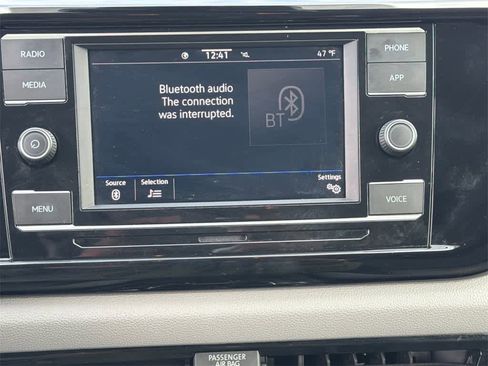 RADIO
12:41
47 °F
PHONE
MEDIA
APP
Bluetooth audio
The connection
was interrupted.
BT
Source
Selection
Settings
MENU
VOICE
PASSENGER
AIR BAG